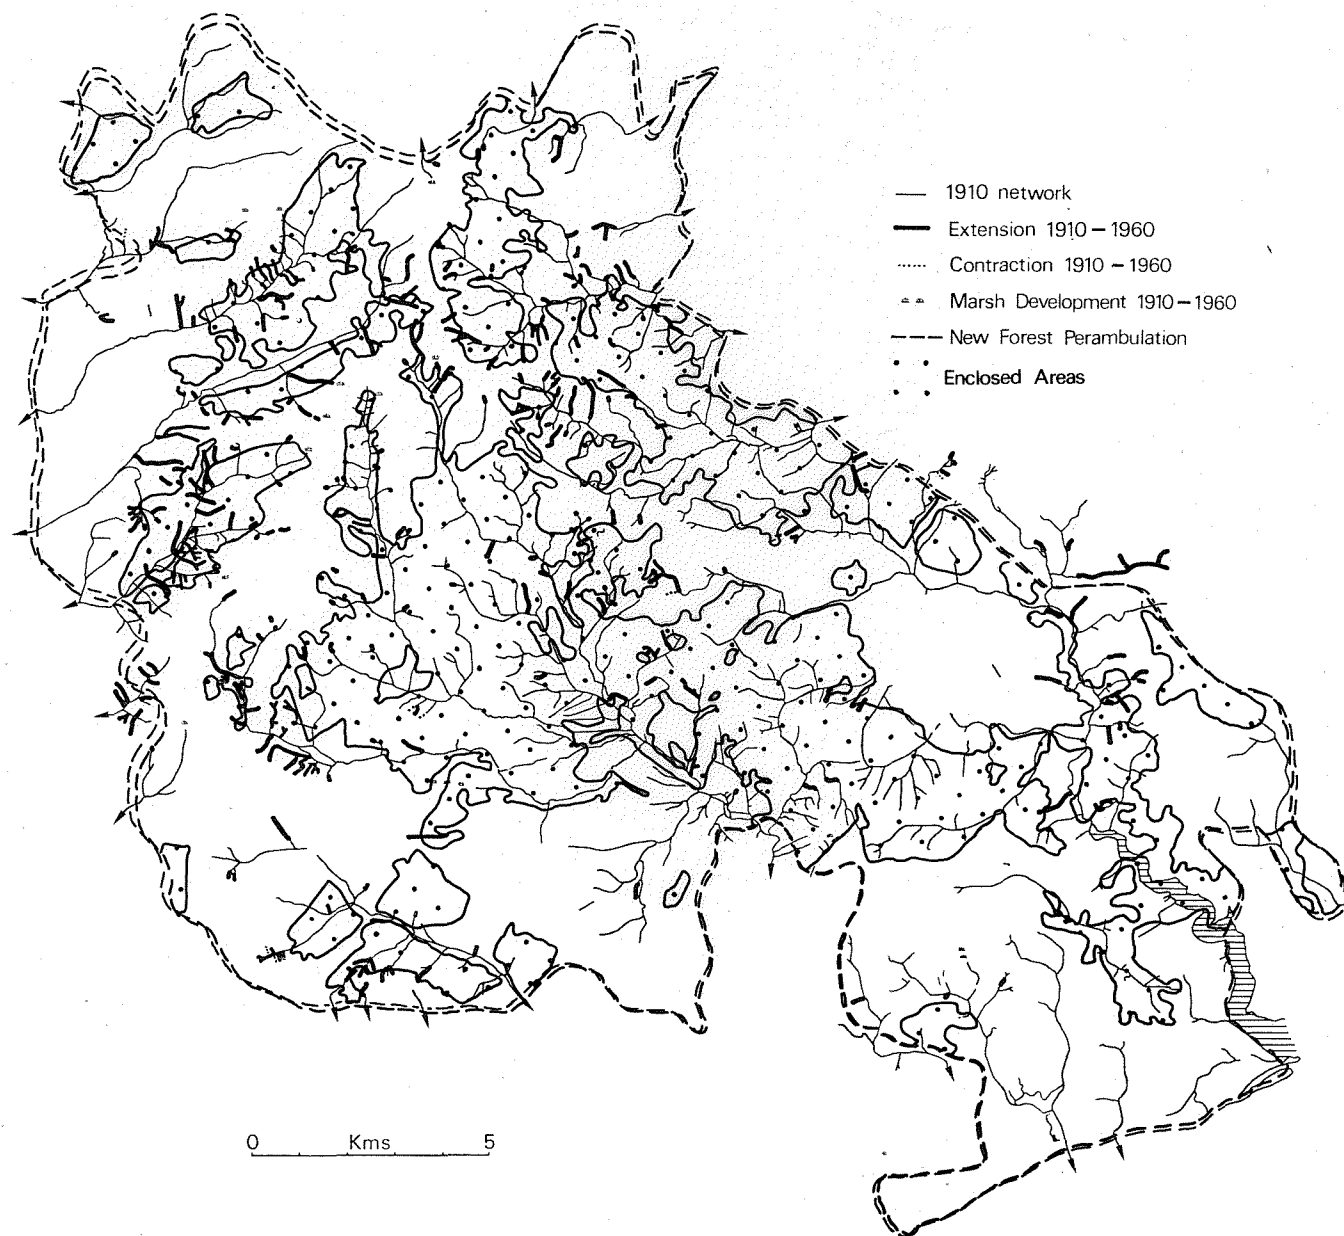 1910 network
Extension 1910-1960
Contraction 1910-1960
Marsh Development 1910-1960
New Forest Perambulation
Enclosed Areas
0 Kms 5